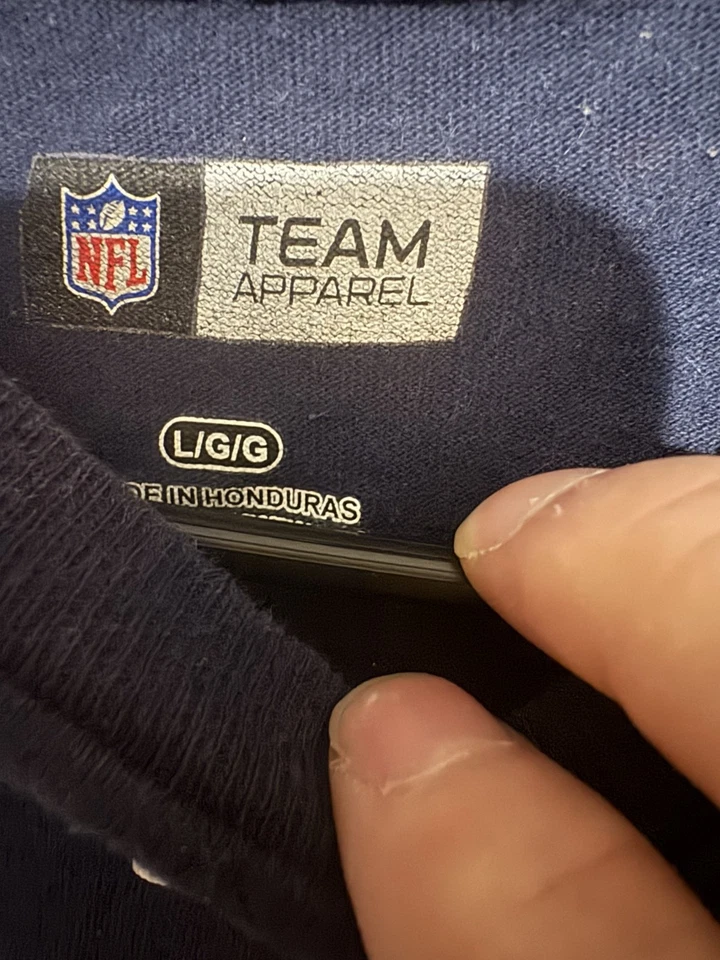 NFL
TEAM
APPAREL
L/G/G
DE IN HONDURAS